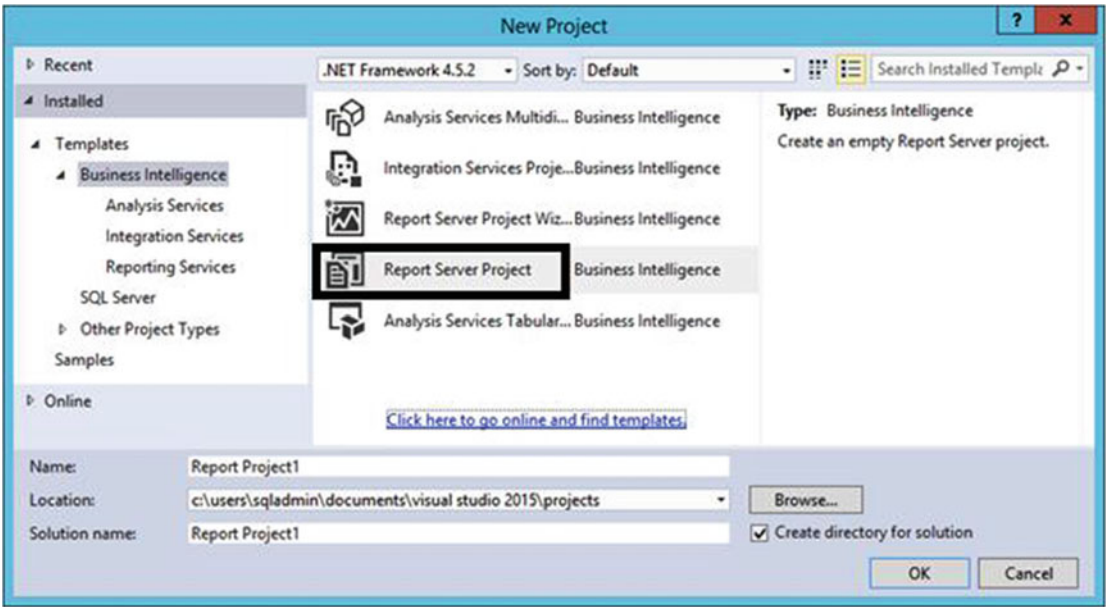 New Project
? x
Recent
Installed
Templates
Business Intelligence
Analysis Services
Integration Services
Reporting Services
SQL Server
Other Project Types
Samples
Online
.NET Framework 4.5.2 Sort by: Default
Search Installed Templa
Analysis Services Multidi... Business Intelligence
Integration Services Proje... Business Intelligence
Report Server Project Wiz... Business Intelligence
Report Server Project Business Intelligence
Analysis Services Tabular... Business Intelligence
Click here to go online and find templates.
Type: Business Intelligence
Create an empty Report Server project.
Name: Report Project1
Location: c:\users\sqladmin\documents\visual studio 2015\projects Browse...
Solution name: Report Project1
Create directory for solution
OK Cancel